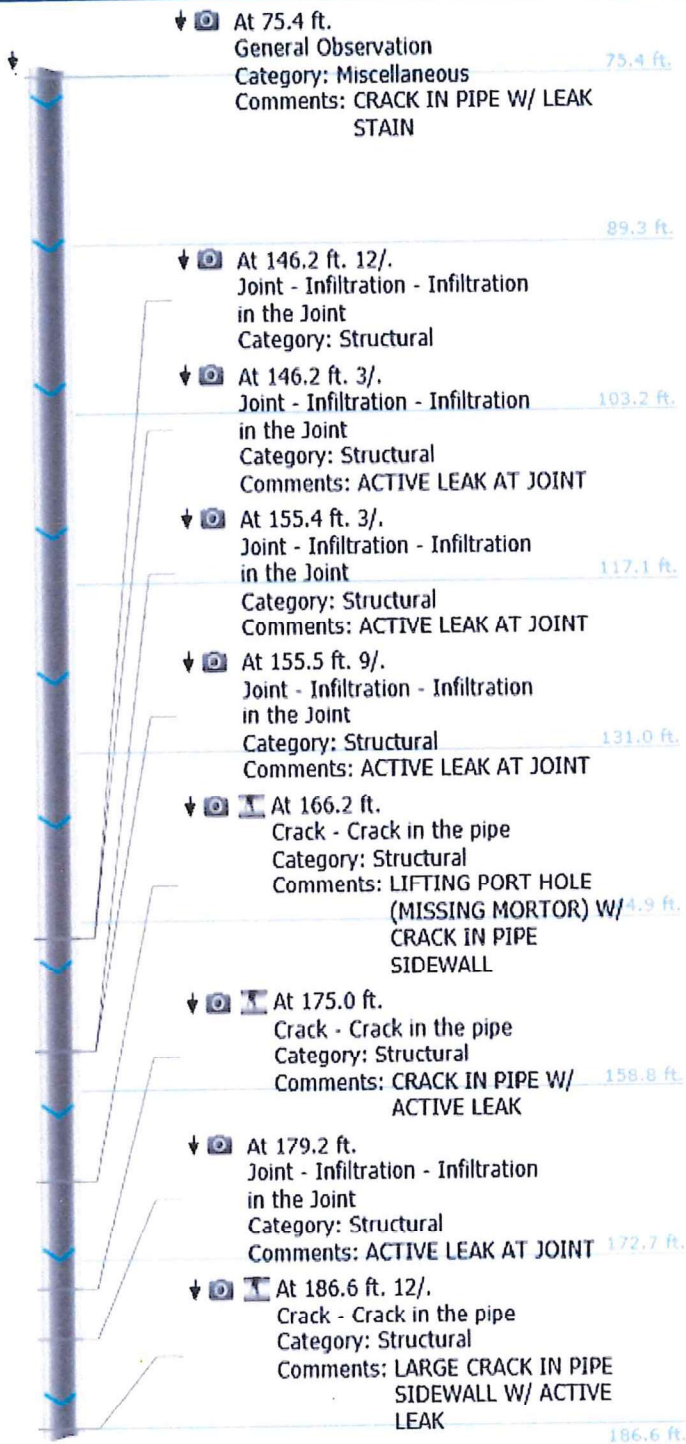 At 75.4 ft.
General Observation
Category: Miscellaneous
Comments: CRACK IN PIPE W/ LEAK
STAIN
75.4 ft.
89.3 ft.
At 146.2 ft. 12/.
Joint - Infiltration - Infiltration
in the Joint
Category: Structural
At 146.2 ft. 3/.
Joint - Infiltration - Infiltration
103.2 ft.
in the Joint
Category: Structural
Comments: ACTIVE LEAK AT JOINT
At 155.4 ft. 3/.
Joint - Infiltration - Infiltration
in the Joint
117.1 ft.
Category: Structural
Comments: ACTIVE LEAK AT JOINT
At 155.5 ft. 9/.
Joint - Infiltration - Infiltration
in the Joint
Category: Structural
131.0 ft.
Comments: ACTIVE LEAK AT JOINT
At 166.2 ft.
Crack - Crack in the pipe
Category: Structural
Comments: LIFTING PORT HOLE
(MISSING MORTOR) W/
4.9 ft.
CRACK IN PIPE
SIDEWALL
At 175.0 ft.
Crack - Crack in the pipe
Category: Structural
Comments: CRACK IN PIPE W/
158.8 ft.
ACTIVE LEAK
At 179.2 ft.
Joint - Infiltration - Infiltration
in the Joint
Category: Structural
Comments: ACTIVE LEAK AT JOINT
172.7 ft.
At 186.6 ft. 12/.
Crack - Crack in the pipe
Category: Structural
Comments: LARGE CRACK IN PIPE
SIDEWALL W/ ACTIVE
LEAK
186.6 ft.